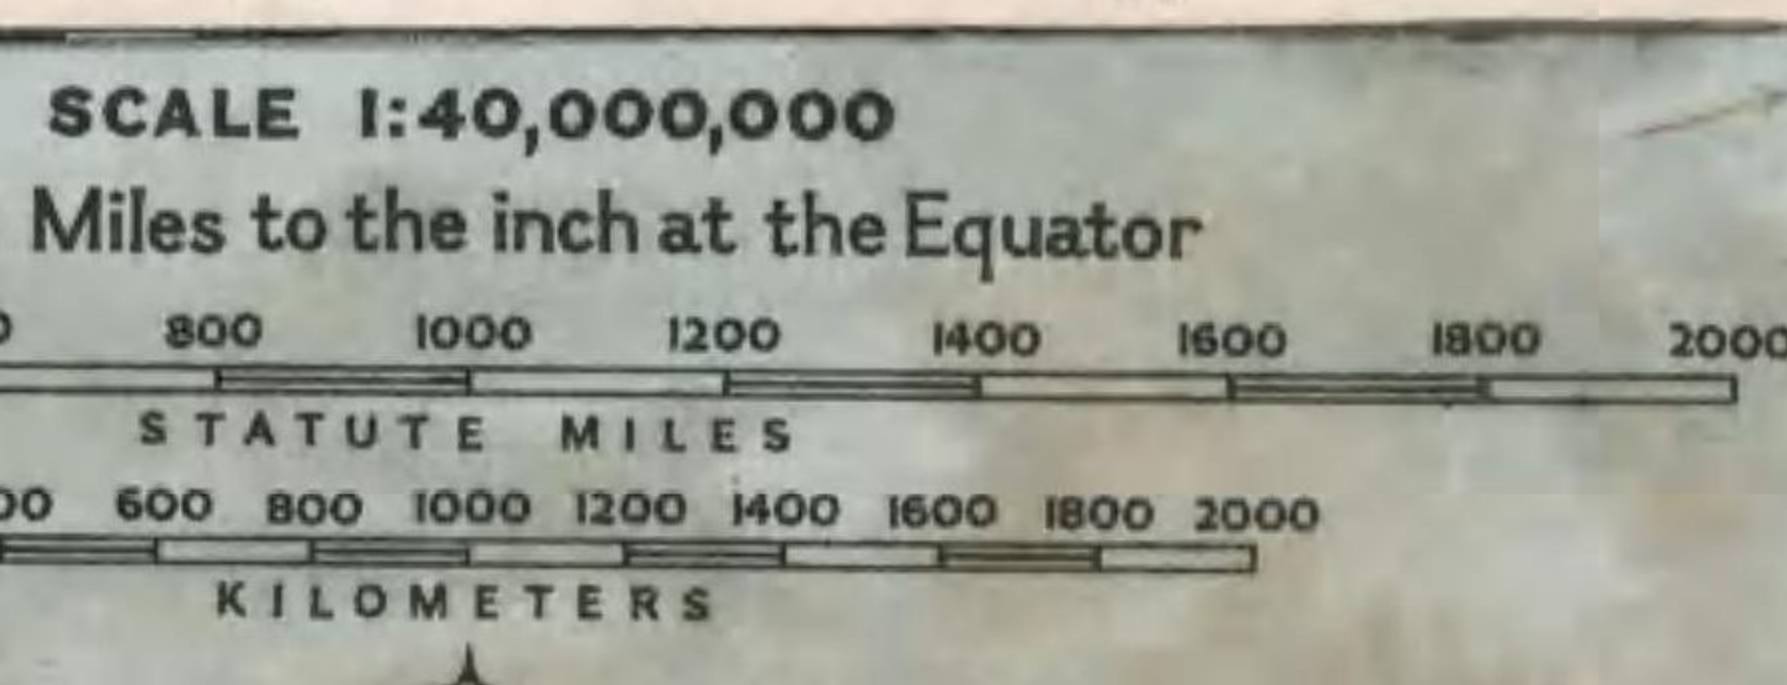 SCALE 1:40,000,000
Miles to the inch at the Equator
800 1000 1200 1400 1600 1800 2000
STATUTE MILES
600 800 1000 1200 1400 1600 1800 2000
KILOMETERS